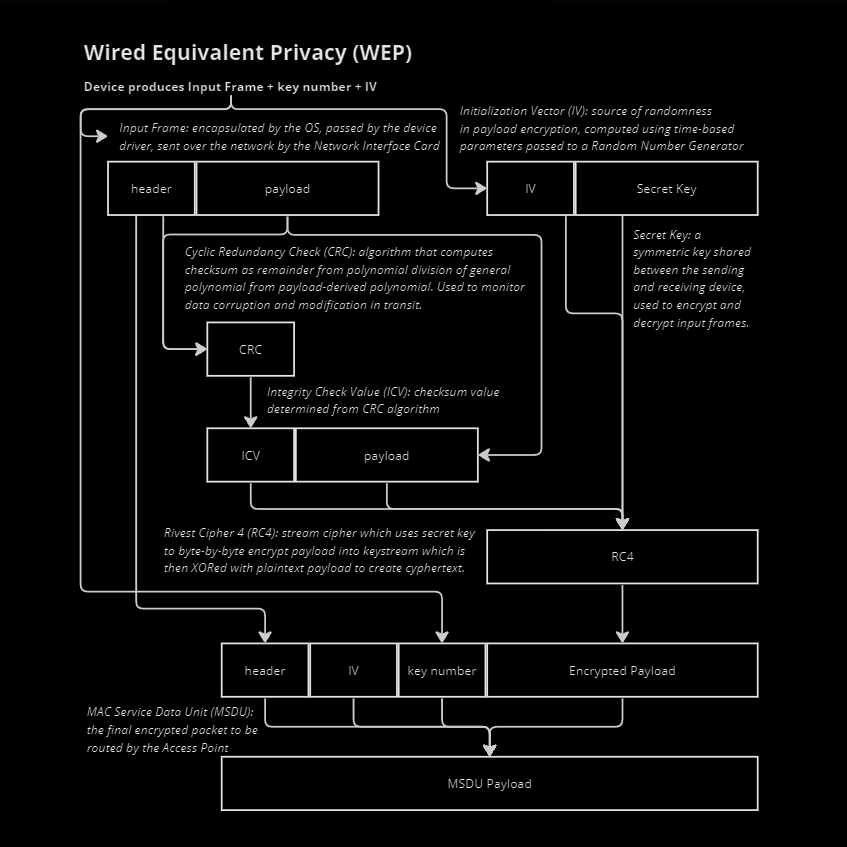 Wired Equivalent Privacy (WEP)
Device produces Input Frame + key number + IV
Initialization Vector (IV): source of randomness
in payload encryption, computed using time-based
parameters passed to a Random Number Generator
Input Frame: encapsulated by the OS, passed by the device
driver, sent over the network by the Network Interface Card
header
payload
IV
Secret Key
Secret Key: a
symmetric key shared
between the sending
and receiving device,
used to encrypt and
decrypt input frames.
Cyclic Redundancy Check (CRC): algorithm that computes
checksum as remainder from polynomial division of general
polynomial from payload-derived polynomial. Used to monitor
data corruption and modification in transit.
CRC
Integrity Check Value (ICV): checksum value
determined from CRC algorithm
ICV
payload
Rivest Cipher 4 (RC4): stream cipher which uses secret key
to byte-by-byte encrypt payload into keystream which is
then XORed with plaintext payload to create cyphertext.
RC4
header
IV
key number
Encrypted Payload
MAC Service Data Unit (MSDU):
the final encrypted packet to be
routed by the Access Point
MSDU Payload